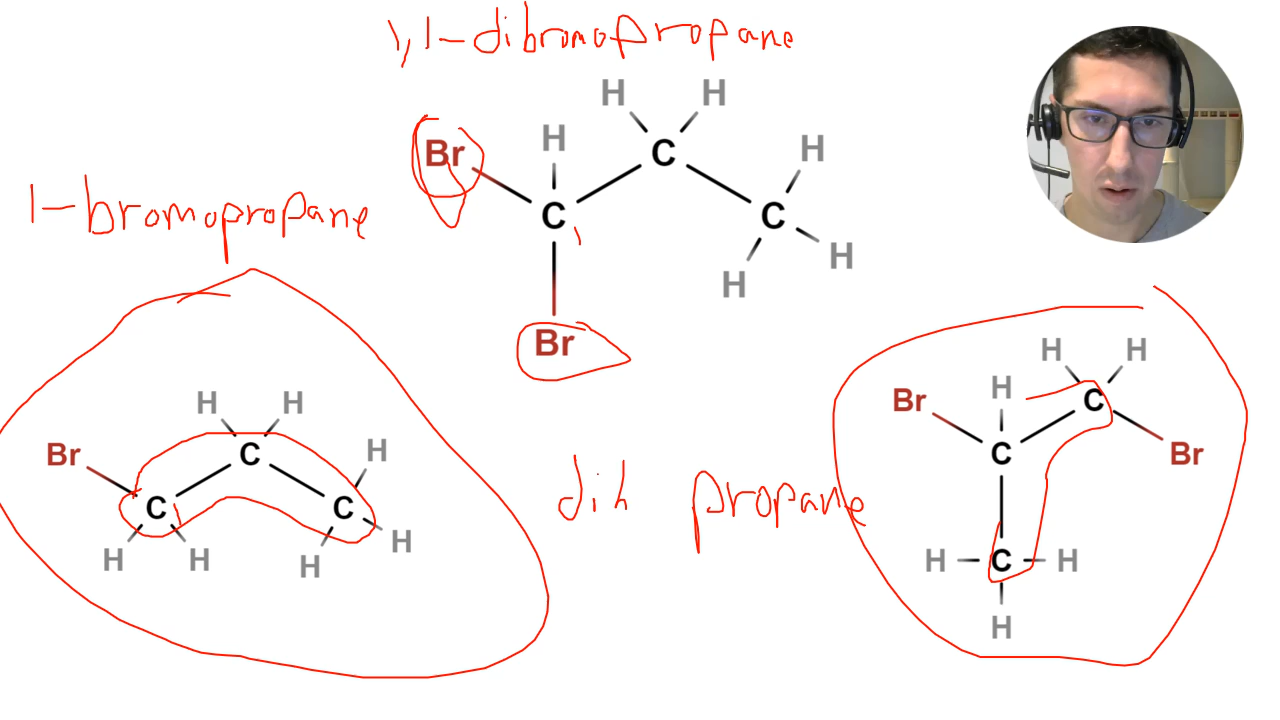 1,1-dibromopropane
H H
Br H C H
C
1
H H
Br
1-bromopropane
H H
Br C H
C C
H H H H
dih propane
H H
Br H C
C Br
H C H
H